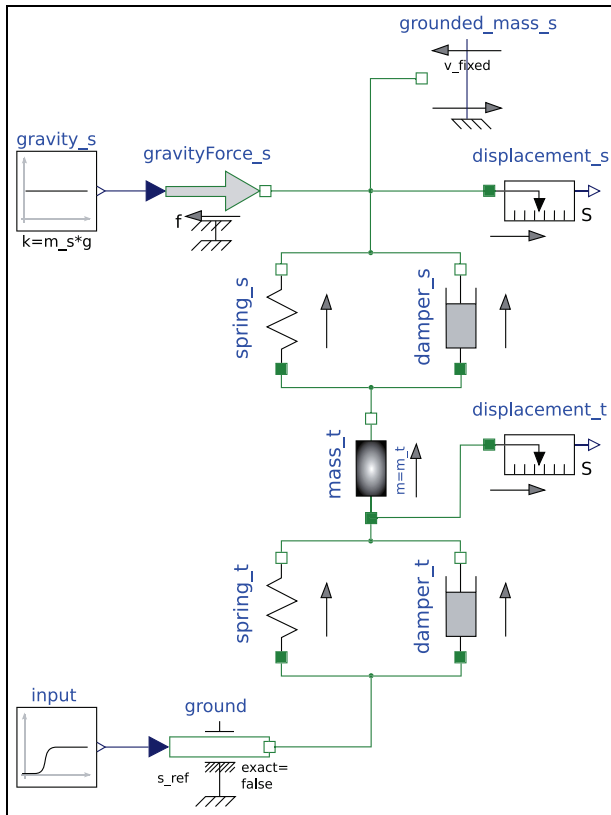 grounded_mass_s
v_fixed
gravity_s
gravityForce_s
displacement_s
f
S
k=m_s*g
spring_s
damper_s
displacement_t
mass_t
m=m_t
S
spring_t
damper_t
input
ground
s_ref
exact=
false